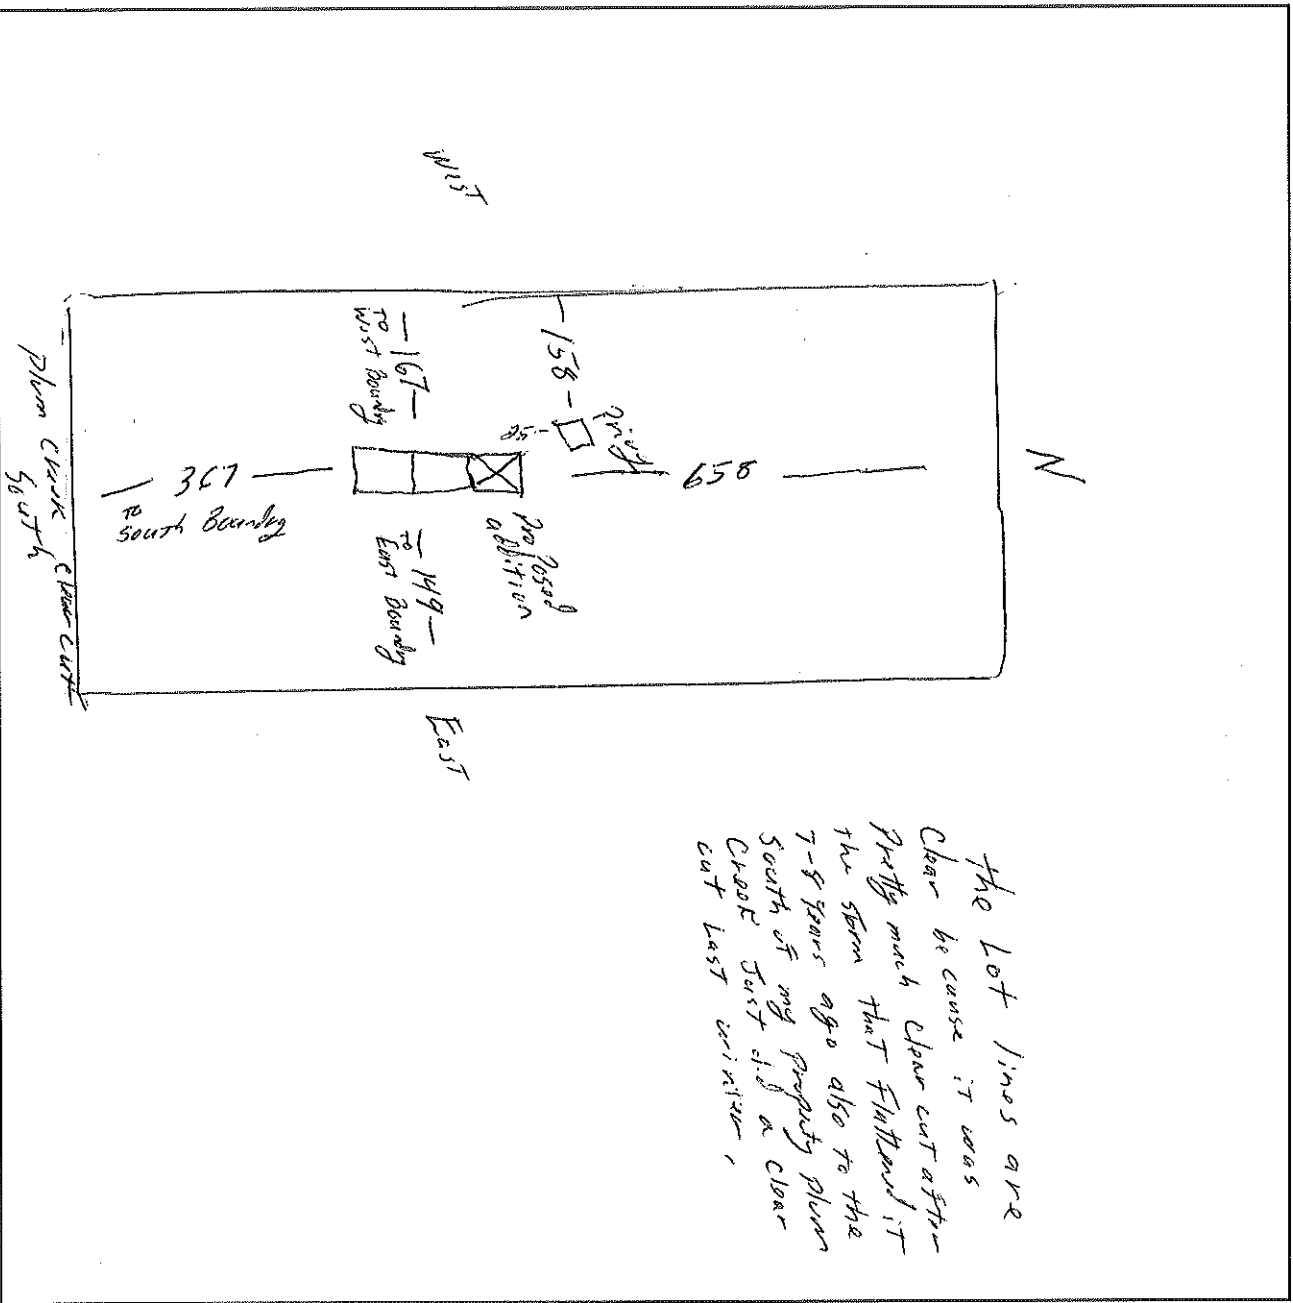 N
West
Privy
— 158 —
25
658
— 167 —
To
West Boundry
Proposed
addition
— 149 —
To
East Boundry
— 367 —
To
South Boundry
Plum Creek Clear cut
South
East
the Lot lines are
Clear because it was
Pretty much Clear cut after
the storm that Flattened it
7-8 years ago also to the
South of my Property Plum
Creek Just did a Clear
cut Last winter.